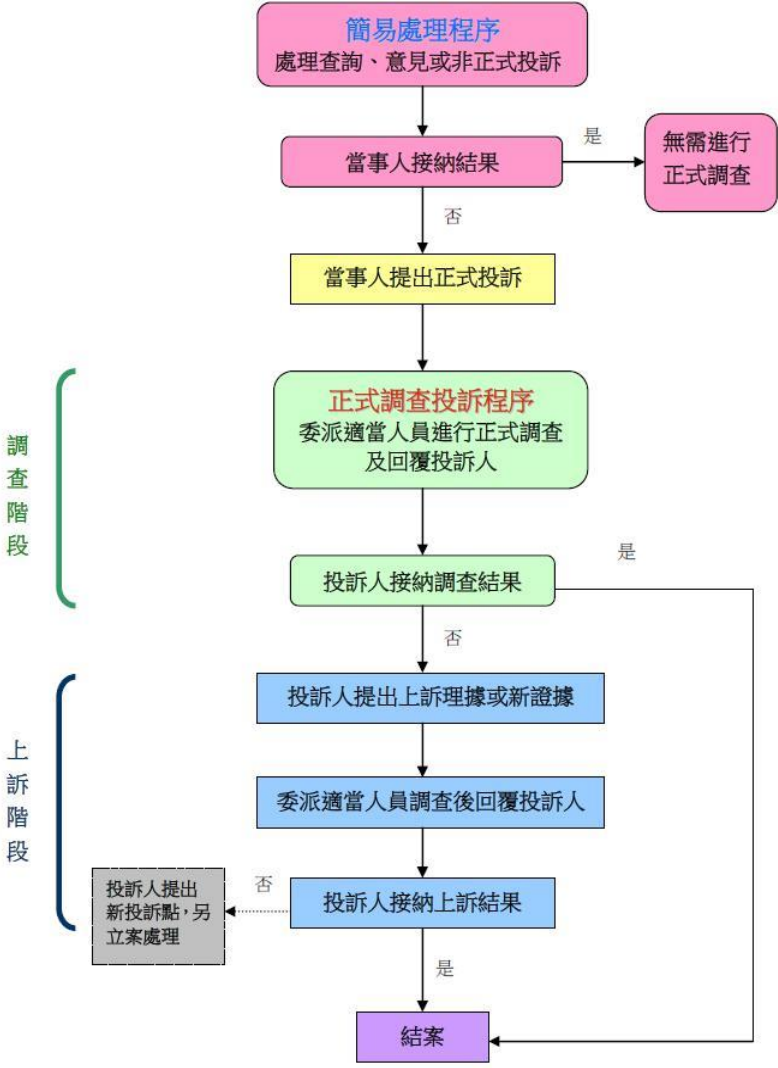 簡易處理程序
處理查詢、意見或非正式投訴
是
當事人接納結果
無需進行
正式調查
否
當事人提出正式投訴
調查階段
正式調查投訴程序
委派適當人員進行正式調查
及回覆投訴人
投訴人接納調查結果
是
否
上訴階段
投訴人提出上訴理據或新證據
委派適當人員調查後回覆投訴人
投訴人接納上訴結果
否
投訴人提出
新投訴點，另
立案處理
是
結案